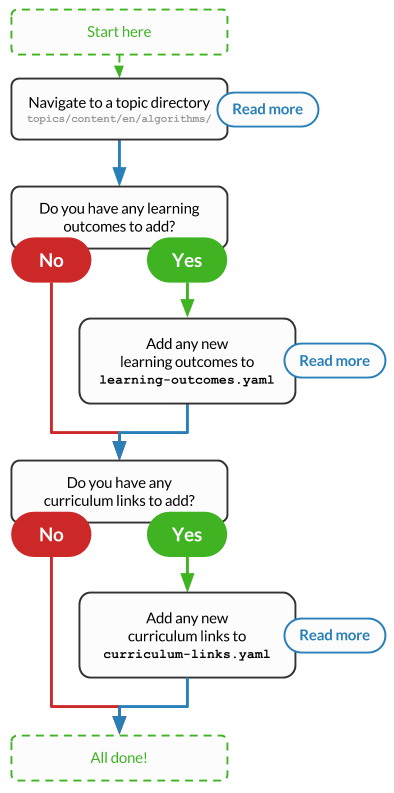 Start here
Navigate to a topic directory
topics/content/en/algorithms/
Read more
Do you have any learning
outcomes to add?
No
Yes
Add any new
learning outcomes to
learning-outcomes.yaml
Read more
Do you have any
curriculum links to add?
No
Yes
Add any new
curriculum links to
curriculum-links.yaml
Read more
All done!